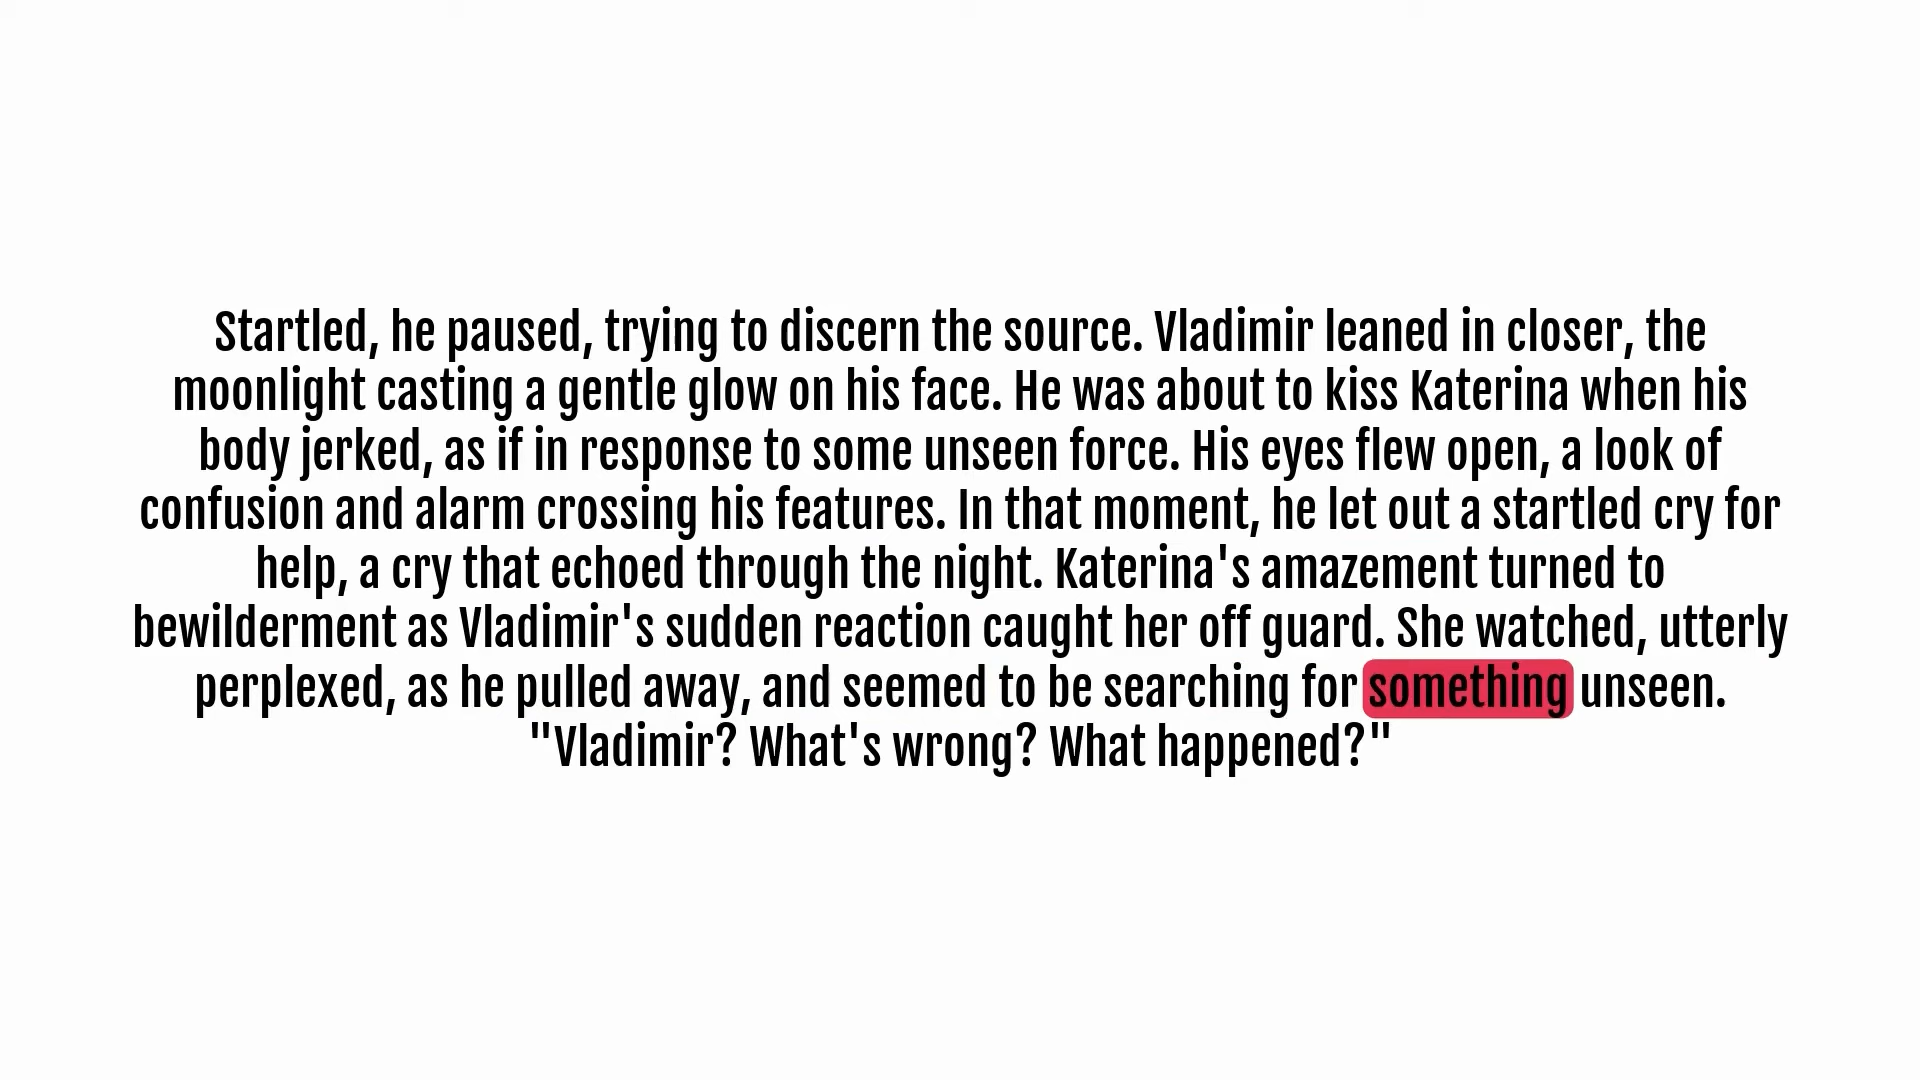 Startled, he paused, trying to discern the source. Vladimir leaned in closer, the
moonlight casting a gentle glow on his face. He was about to kiss Katerina when his
body jerked, as if in response to some unseen force. His eyes flew open, a look of
confusion and alarm crossing his features. In that moment, he let out a startled cry for
help, a cry that echoed through the night. Katerina's amazement turned to
bewilderment as Vladimir's sudden reaction caught her off guard. She watched, utterly
perplexed, as he pulled away, and seemed to be searching for something unseen.
"Vladimir? What's wrong? What happened?"